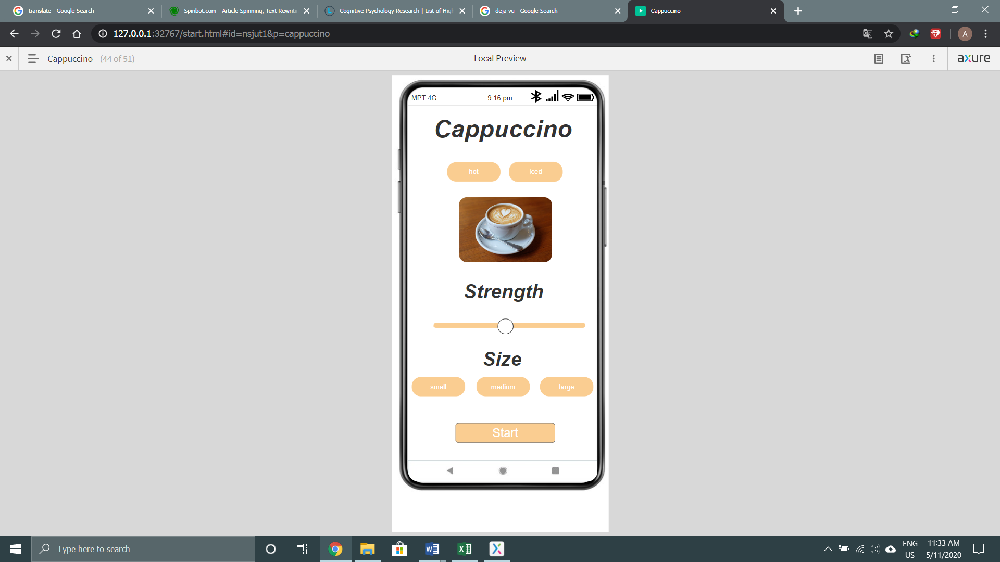 translate - Google Search
Spinbot.com - Article Spinning, Text Rewritin
Cognitive Psychology Research | List of High
deja vu - Google Search
Cappuccino
127.0.0.1:32767/start.html#id=nsjut1&p=cappuccino
A
Cappuccino (44 of 51)
Local Preview
axure
MPT 4G
9:16 pm
Cappuccino
hot
iced
Strength
Size
small
medium
large
Start
Type here to search
ENG
US
11:33 AM
5/11/2020